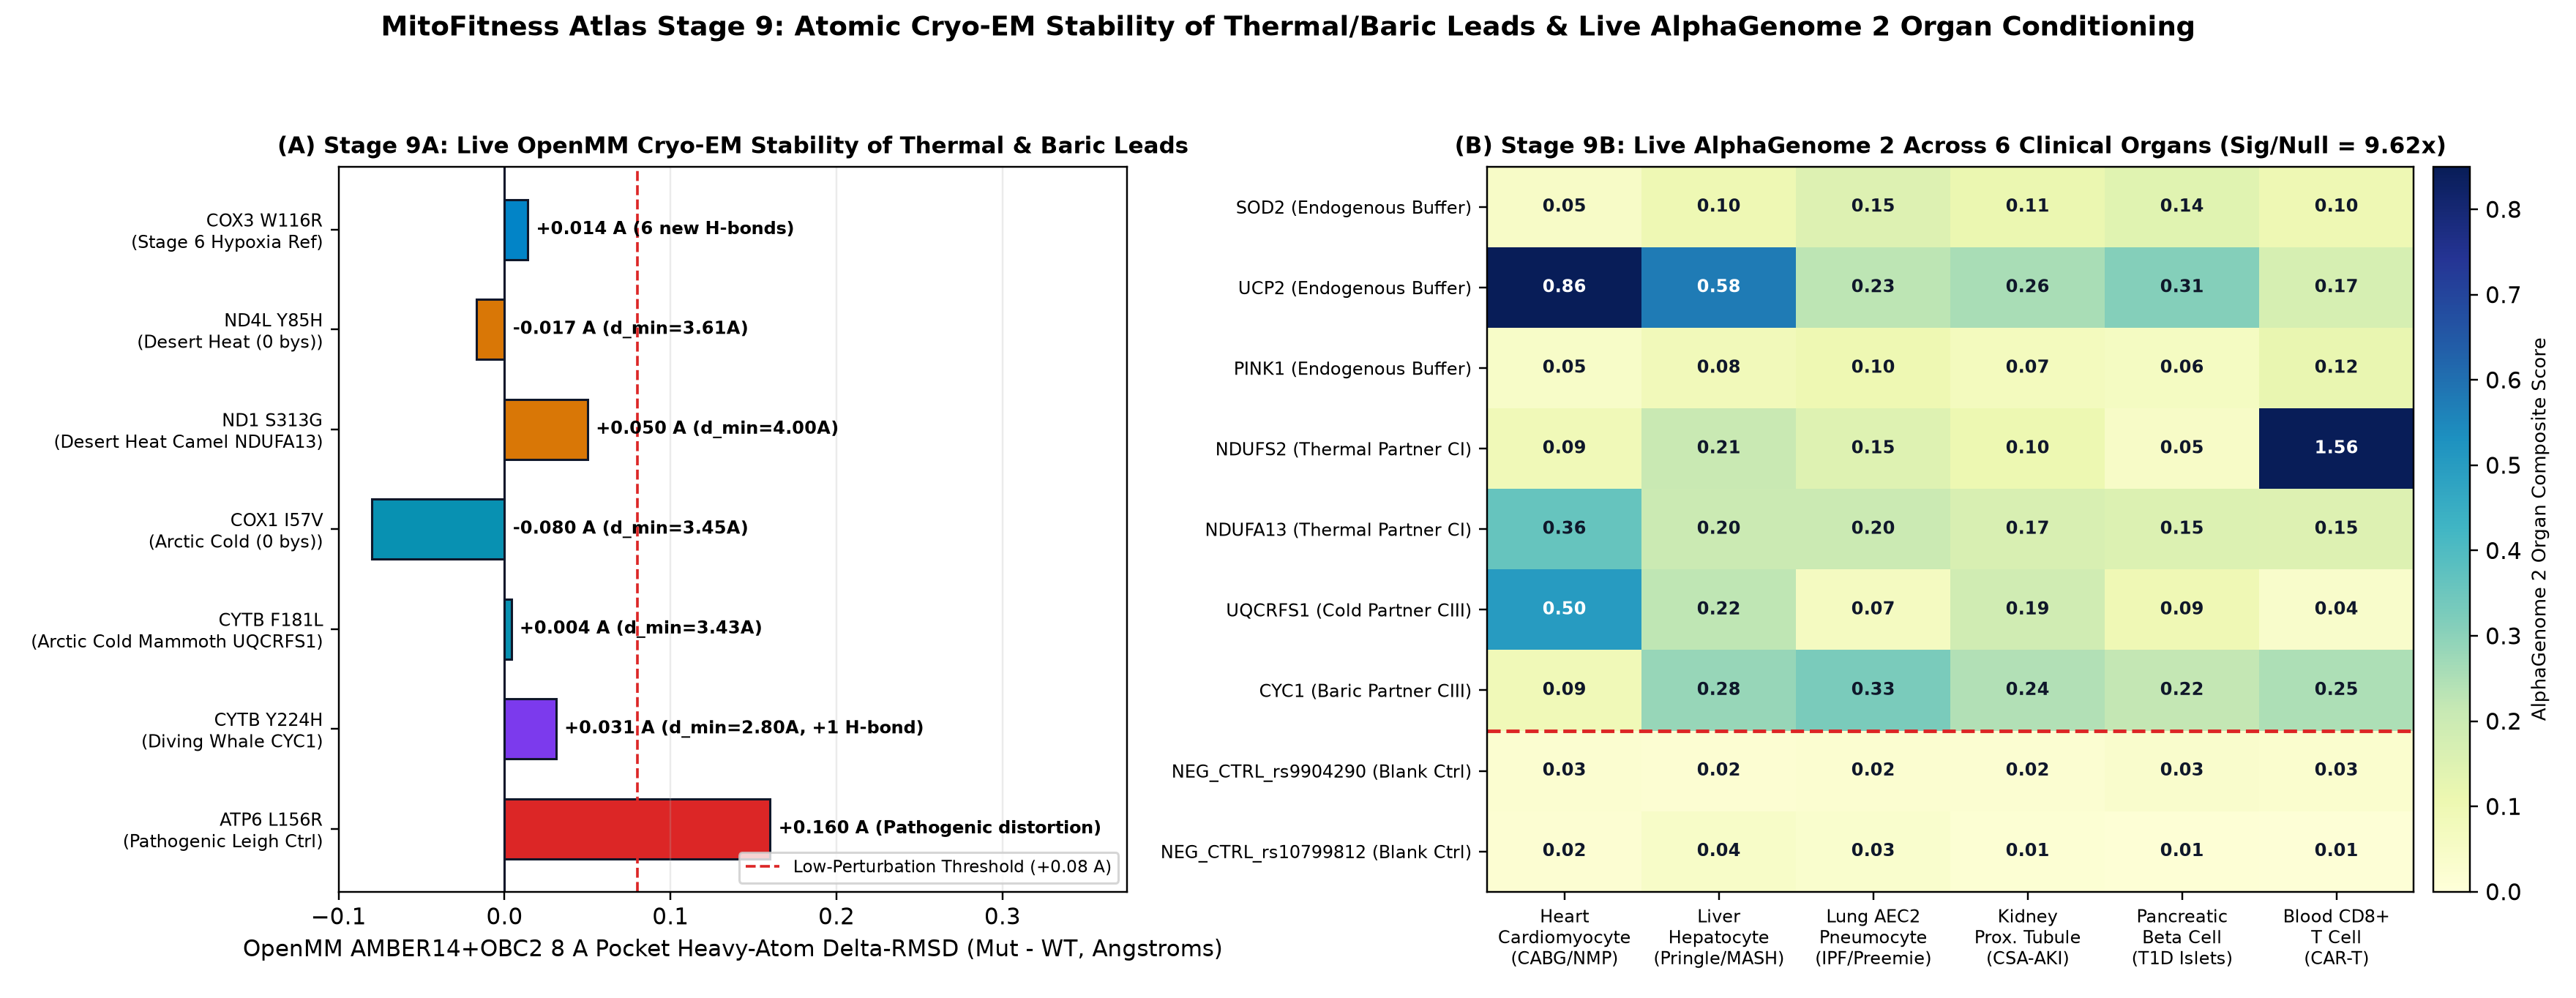 MitoFitness Atlas Stage 9: Atomic Cryo-EM Stability of Thermal/Baric Leads & Live AlphaGenome 2 Organ Conditioning
(A) Stage 9A: Live OpenMM Cryo-EM Stability of Thermal & Baric Leads
COX3 W116R
(Stage 6 Hypoxia Ref)
+0.014 A (6 new H-bonds)
ND4L Y85H
(Desert Heat (0 bys))
-0.017 A (d_min=3.61A)
ND1 S313G
(Desert Heat Camel NDUFA13)
+0.050 A (d_min=4.00A)
COX1 I57V
(Arctic Cold (0 bys))
-0.080 A (d_min=3.45A)
CYTB F181L
(Arctic Cold Mammoth UQCRFS1)
+0.004 A (d_min=3.43A)
CYTB Y224H
(Diving Whale CYC1)
+0.031 A (d_min=2.80A, +1 H-bond)
ATP6 L156R
(Pathogenic Leigh Ctrl)
+0.160 A (Pathogenic distortion)
Low-Perturbation Threshold (+0.08 A)
−0.1 0.0 0.1 0.2 0.3
OpenMM AMBER14+OBC2 8 A Pocket Heavy-Atom Delta-RMSD (Mut - WT, Angstroms)
(B) Stage 9B: Live AlphaGenome 2 Across 6 Clinical Organs (Sig/Null = 9.62x)
SOD2 (Endogenous Buffer) 0.05 0.10 0.15 0.11 0.14 0.10
UCP2 (Endogenous Buffer) 0.86 0.58 0.23 0.26 0.31 0.17
PINK1 (Endogenous Buffer) 0.05 0.08 0.10 0.07 0.06 0.12
NDUFS2 (Thermal Partner CI) 0.09 0.21 0.15 0.10 0.05 1.56
NDUFA13 (Thermal Partner CI) 0.36 0.20 0.20 0.17 0.15 0.15
UQCRFS1 (Cold Partner CIII) 0.50 0.22 0.07 0.19 0.09 0.04
CYC1 (Baric Partner CIII) 0.09 0.28 0.33 0.24 0.22 0.25
NEG_CTRL_rs9904290 (Blank Ctrl) 0.03 0.02 0.02 0.02 0.03 0.03
NEG_CTRL_rs10799812 (Blank Ctrl) 0.02 0.04 0.03 0.01 0.01 0.01
Heart
Cardiomyocyte
(CABG/NMP)
Liver
Hepatocyte
(Pringle/MASH)
Lung AEC2
Pneumocyte
(IPF/Preemie)
Kidney
Prox. Tubule
(CSA-AKI)
Pancreatic
Beta Cell
(T1D Islets)
Blood CD8+
T Cell
(CAR-T)
0.8
0.7
0.6
0.5
0.4
0.3
0.2
0.1
0.0
AlphaGenome 2 Organ Composite Score